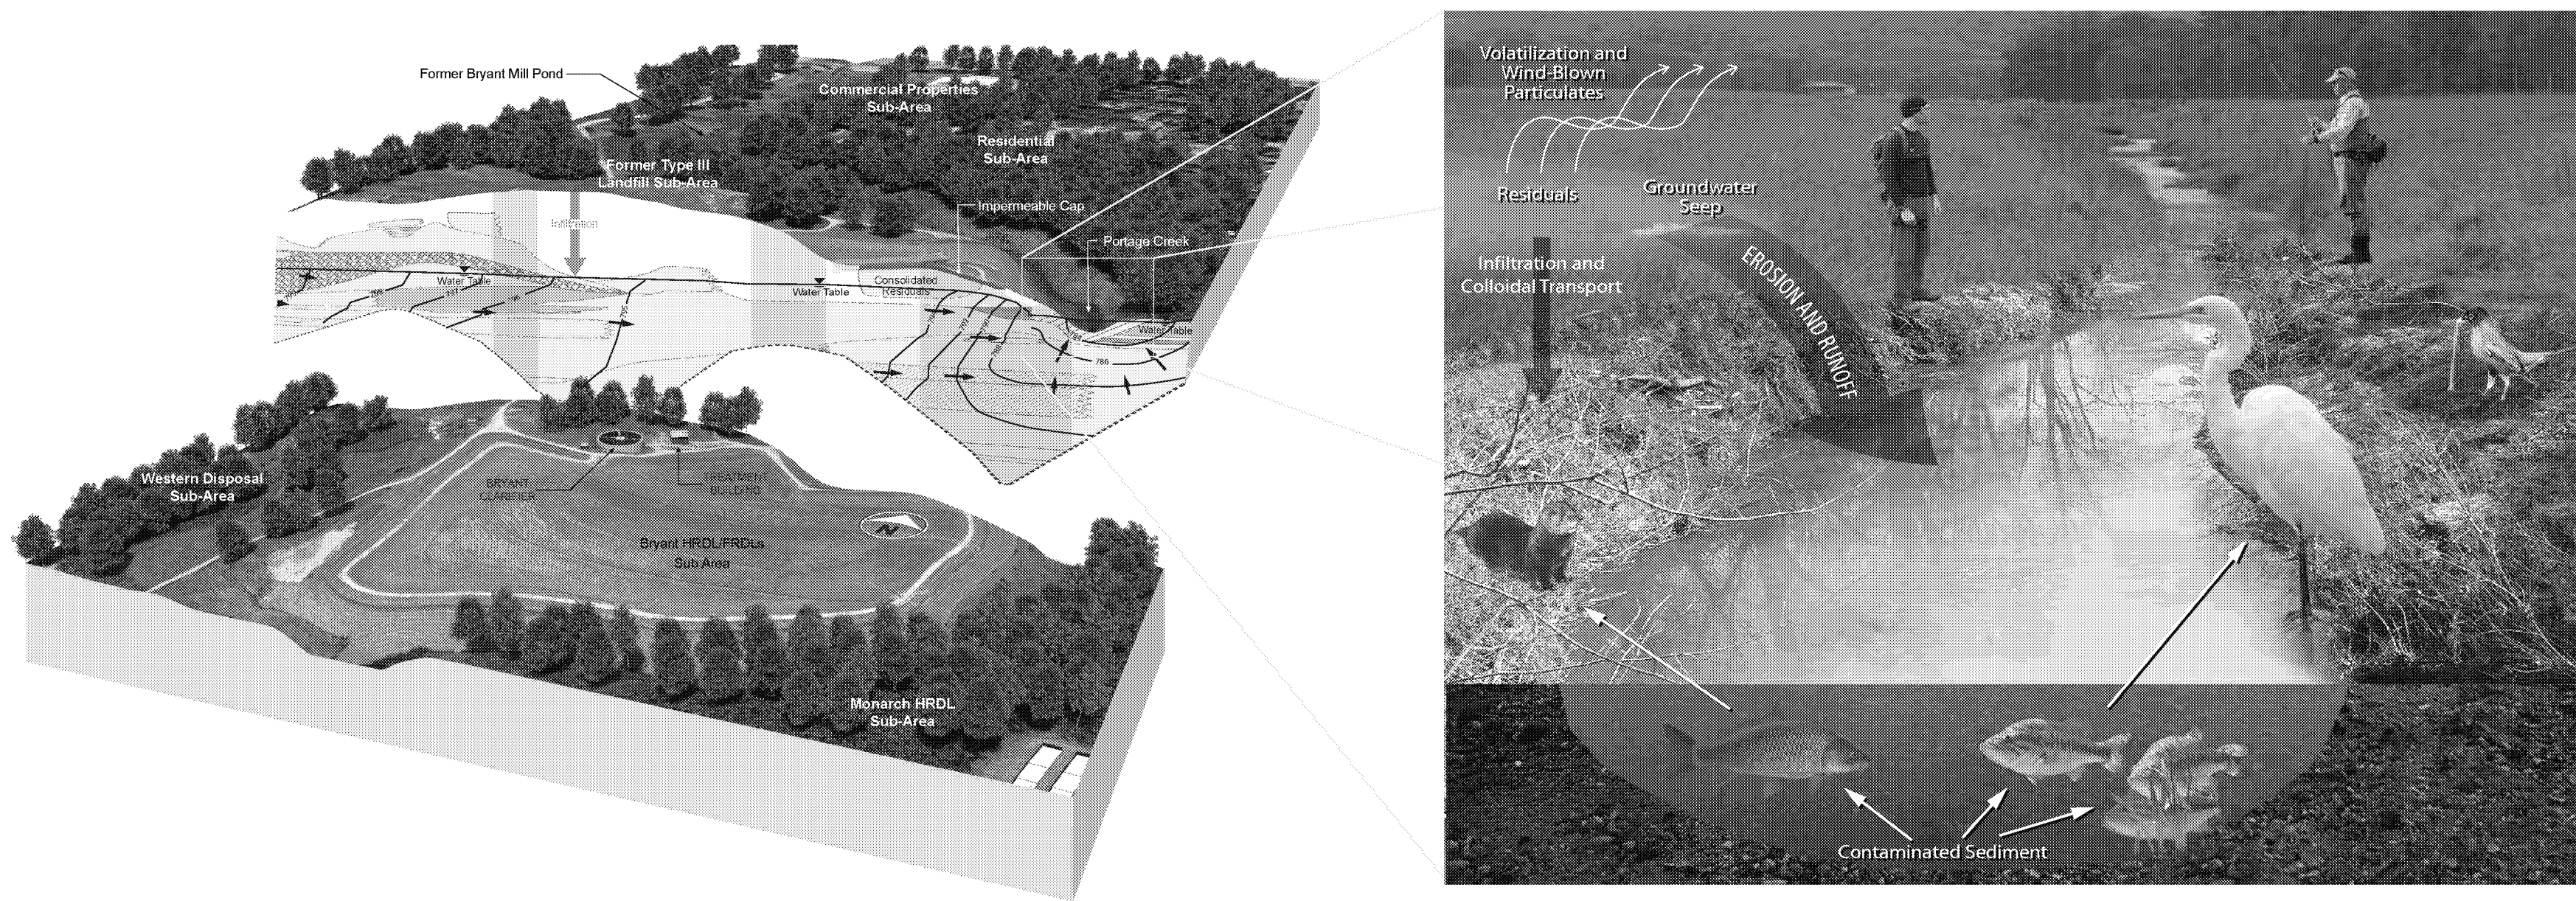 Former Bryant Mill Pond
Commercial Properties
Sub-Area
Residential
Sub-Area
Former Type III
Landfill Sub-Area
Impermeable Cap
Infiltration
Portage Creek
Water Table
Consolidated
Residuals
Water Table
Water Table
796
795
786
Western Disposal
Sub-Area
BRYANT
CLARIFIER
TREATMENT
BUILDING
N
Bryant HRDL/FRDLs
Sub Area
Monarch HRDL
Sub-Area
Volatilization and
Wind-Blown
Particulates
Residuals
Groundwater
Seep
Infiltration and
Colloidal Transport
EROSION AND RUNOFF
Contaminated Sediment